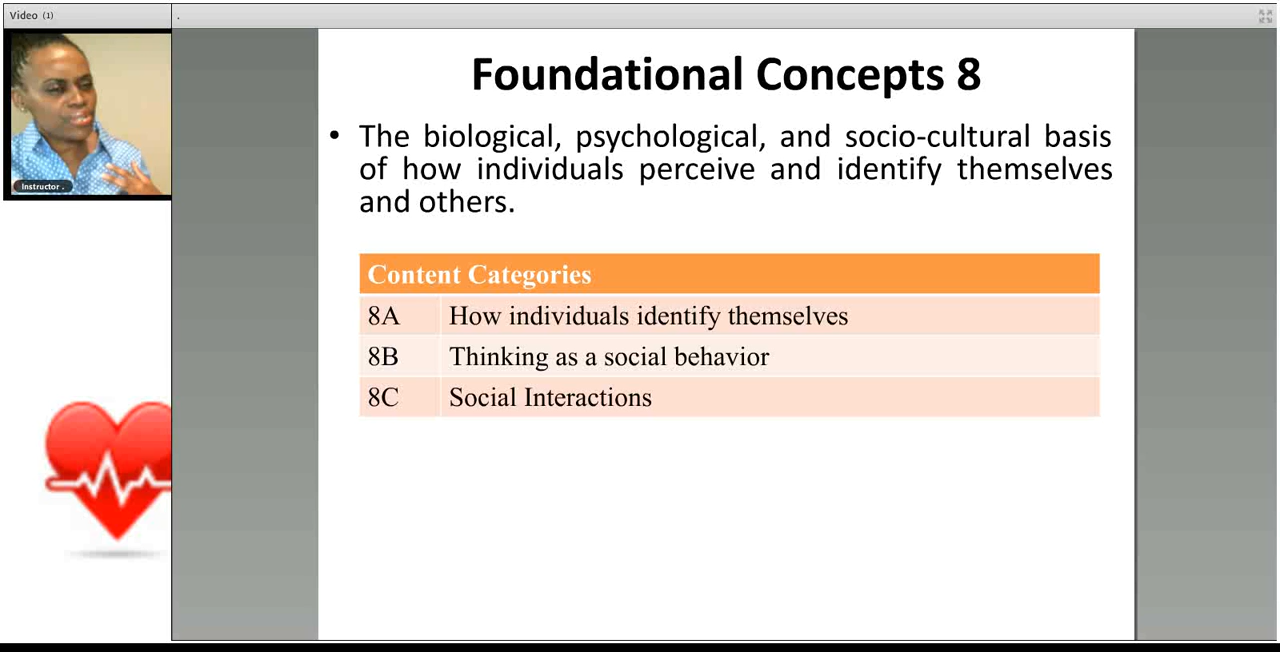 Video (1)
.
Instructor .
Foundational Concepts 8
• The biological, psychological, and socio-cultural basis
of how individuals perceive and identify themselves
and others.
Content Categories
8A How individuals identify themselves
8B Thinking as a social behavior
8C Social Interactions